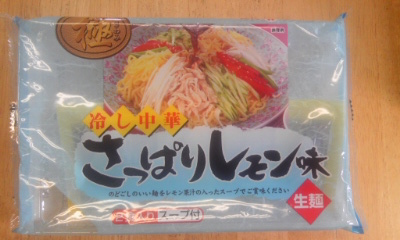 極
冷し中華
さっぱりレモン味
のどごしのいい麺をレモン果汁の入ったスープでご賞味ください
生麺
スープ付